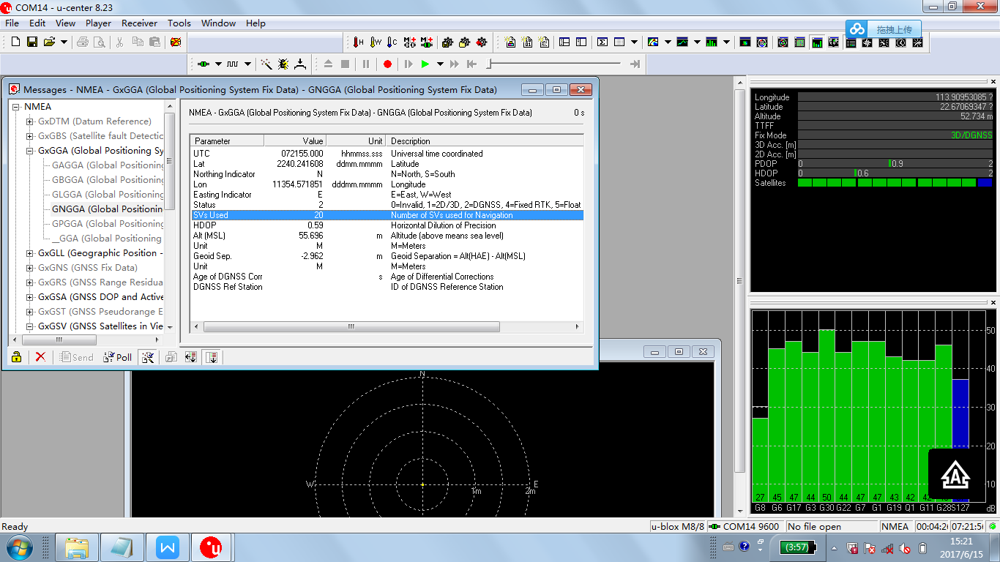 COM14 - u-center 8.23
File Edit View Player Receiver Tools Window Help
拖拽上传
Messages - NMEA - GxGGA (Global Positioning System Fix Data) - GNGGA (Global Positioning System Fix Data)
NMEA
GxDTM (Datum Reference)
GxGBS (Satellite fault Detectic
GxGGA (Global Positioning Sy
GAGGA (Global Positioning
GBGGA (Global Positioning
GLGGA (Global Positioning
GNGGA (Global Positioning
GPGGA (Global Positioning
__GGA (Global Positioning
GxGLL (Geographic Position -
GxGNS (GNSS Fix Data)
GxGRS (GNSS Range Residua
GxGSA (GNSS DOP and Active
GxGST (GNSS Pseudorange E
GxGSV (GNSS Satellites in Vie
Send Poll
NMEA - GxGGA (Global Positioning System Fix Data) - GNGGA (Global Positioning System Fix Data) 0 s
Parameter Value Unit Description
UTC 072155.000 hhmmss.sss Universal time coordinated
Lat 2240.241608 ddmm.mmmm Latitude
Northing Indicator N N=North, S=South
Lon 11354.571851 dddmm.mmmm Longitude
Easting Indicator E E=East, W=West
Status 2 0=Invalid, 1=2D/3D, 2=DGNSS, 4=Fixed RTK, 5=Float
SVs Used 20 Number of SVs used for Navigation
HDOP 0.59 Horizontal Dilution of Precision
Alt (MSL) 55.696 m Altitude (above means sea level)
Unit M M=Meters
Geoid Sep. -2.962 m Geoid Separation = Alt(HAE) - Alt(MSL)
Unit M M=Meters
Age of DGNSS Corr s Age of Differential Corrections
DGNSS Ref Station ID of DGNSS Reference Station
N
W E
1m 2m
Longitude 113.90953085 ?
Latitude 22.67069347 ?
Altitude 52.734 m
TTFF
Fix Mode 3D/DGNSS
3D Acc. [m]
2D Acc. [m]
PDOP 0 0.9 2
HDOP 0 0.6 2
Satellites
50
40
30
20
10
27 45 47 44 50 44 47 47 43 42 42
G8 G6 G17 G3 G30 G22 G7 G1 G19 Q1 G11 G28 S127 dB
A
Ready u-blox M8/8 COM14 9600 No file open NMEA 00:04:2 07:21:5
W u (3:57) 15:21
2017/6/15